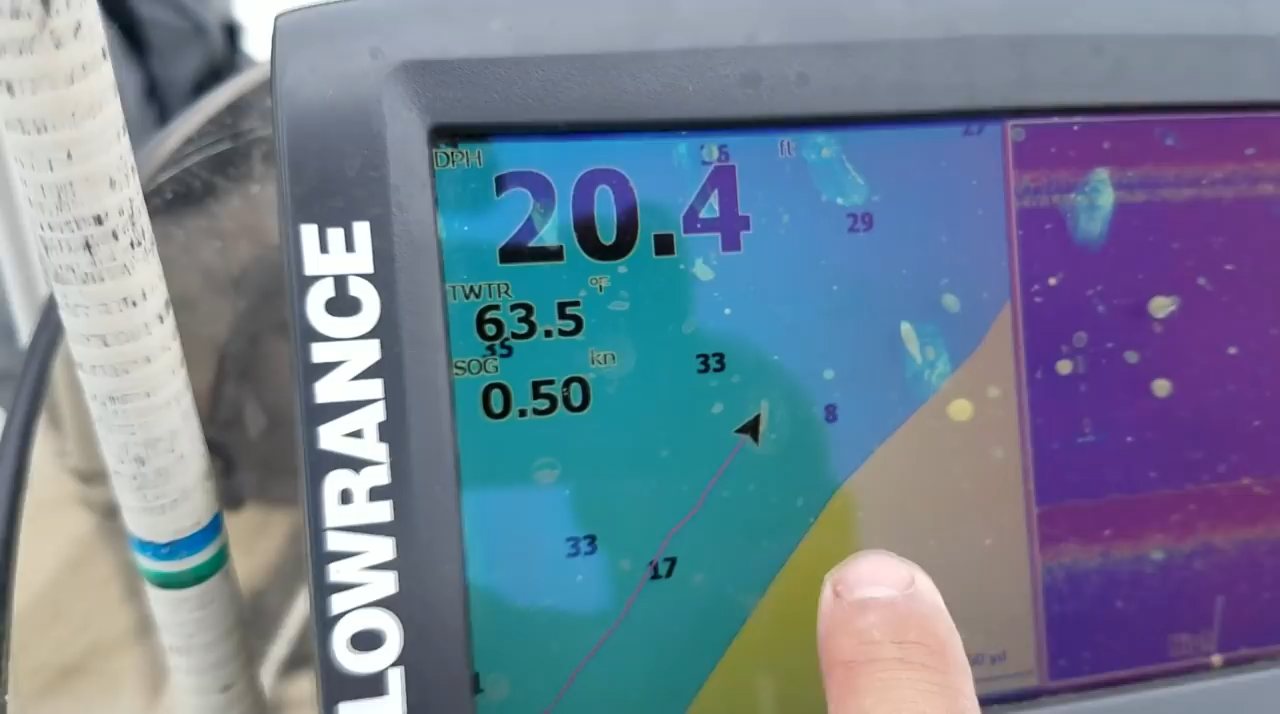 LOWRANCE
DPH
ft
20.4
29
TWTR
°F
63.5
SOG
kn
0.50
33
8
33
17